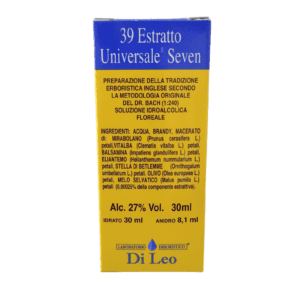 39 Estratto
Universale Seven
PREPARAZIONE DELLA TRADIZIONE
ERBORISTICA INGLESE SECONDO
LA METODOLOGIA ORIGINALE
DEL DR. BACH (1:240)
SOLUZIONE IDROALCOLICA
FLOREALE
INGREDIENTI: ACQUA, BRANDY, MACERATO
di: MIRABOLANO (Prunus cerasifera L.)
petali,VITALBA (Clematis vitalba L.) petali,
BALSAMINA (Impatiens glandulifera L.) petali,
ELIANTEMO (Helianthemum nummularium L.)
petali, STELLA DI BETLEMME (Ornithogalum
umbellatum L.) petali, OLIVO (Olea europaea L.)
petali, MELO SELVATICO (Malus pumila L.)
petali (0,00025% della componente estrattiva).
Alc. 27% Vol. 30ml
IDRATO 30 ml ANIDRO 8,1 ml
LABORATORIO ERBORISTICO
Di Leo